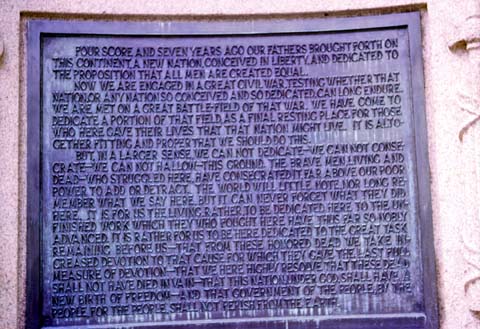 FOUR SCORE AND SEVEN YEARS AGO OUR FATHERS BROUGHT FORTH ON
THIS CONTINENT, A NEW NATION, CONCEIVED IN LIBERTY, AND DEDICATED TO
THE PROPOSITION THAT ALL MEN ARE CREATED EQUAL.
NOW WE ARE ENGAGED IN A GREAT CIVIL WAR, TESTING WHETHER THAT
NATION, OR ANY NATION SO CONCEIVED AND SO DEDICATED, CAN LONG ENDURE.
WE ARE MET ON A GREAT BATTLE-FIELD OF THAT WAR. WE HAVE COME TO
DEDICATE A PORTION OF THAT FIELD, AS A FINAL RESTING PLACE FOR THOSE
WHO HERE GAVE THEIR LIVES THAT THAT NATION MIGHT LIVE. IT IS ALTO-
GETHER FITTING AND PROPER THAT WE SHOULD DO THIS.
BUT, IN A LARGER SENSE, WE CAN NOT DEDICATE—WE CAN NOT CONSE-
CRATE—WE CAN NOT HALLOW—THIS GROUND. THE BRAVE MEN, LIVING AND
DEAD—WHO STRUGGLED HERE, HAVE CONSECRATED IT FAR ABOVE OUR POOR
POWER TO ADD OR DETRACT. THE WORLD WILL LITTLE NOTE, NOR LONG RE-
MEMBER WHAT WE SAY HERE, BUT IT CAN NEVER FORGET WHAT THEY DID
HERE. IT IS FOR US THE LIVING, RATHER, TO BE DEDICATED HERE TO THE UN-
FINISHED WORK WHICH THEY WHO FOUGHT HERE HAVE THUS FAR SO NOBLY
ADVANCED. IT IS RATHER FOR US TO BE HERE DEDICATED TO THE GREAT TASK
REMAINING BEFORE US—THAT FROM THESE HONORED DEAD WE TAKE IN-
CREASED DEVOTION TO THAT CAUSE FOR WHICH THEY GAVE THE LAST FULL
MEASURE OF DEVOTION—THAT WE HERE HIGHLY RESOLVE THAT THESE DEAD
SHALL NOT HAVE DIED IN VAIN—THAT THIS NATION, UNDER GOD, SHALL HAVE A
NEW BIRTH OF FREEDOM—AND THAT GOVERNMENT OF THE PEOPLE, BY THE
PEOPLE, FOR THE PEOPLE, SHALL NOT PERISH FROM THE EARTH.